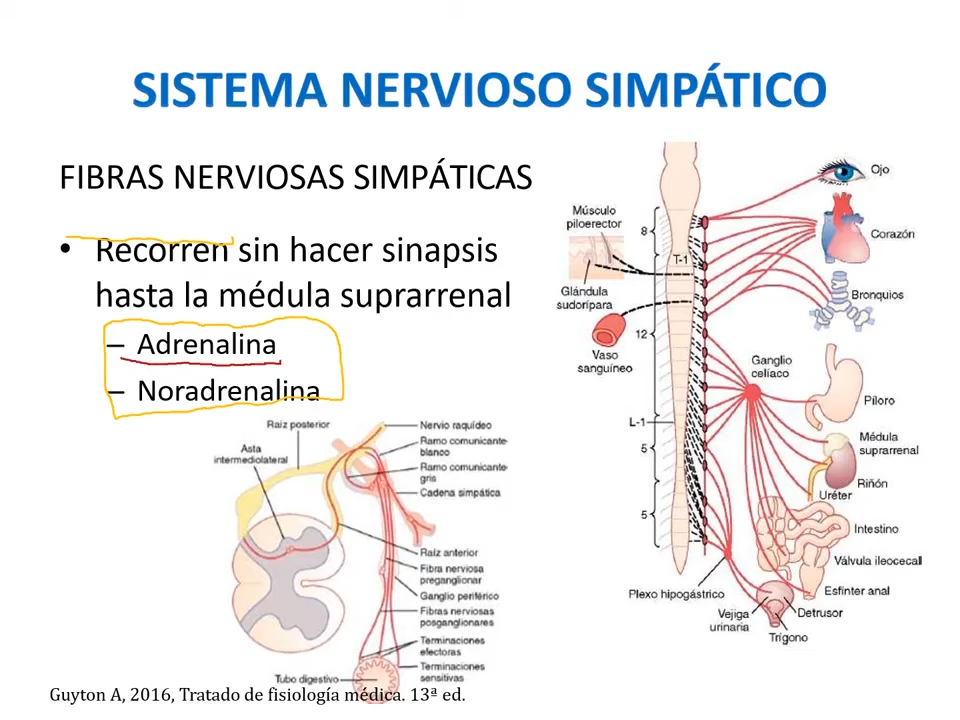 SISTEMA NERVIOSO SIMPÁTICO
FIBRAS NERVIOSAS SIMPÁTICAS
• Recorren sin hacer sinapsis
hasta la médula suprarrenal
– Adrenalina
– Noradrenalina
Raíz posterior
Asta
intermediolateral
Nervio raquídeo
Ramo comunicante
blanco
Ramo comunicante
gris
Cadena simpática
Raíz anterior
Fibra nerviosa
preganglionar
Ganglio periférico
Fibras nerviosas
posganglionares
Terminaciones
efectoras
Terminaciones
sensitivas
Tubo digestivo
Músculo
piloerector
Glándula
sudorípara
Vaso
sanguíneo
8
T-1
12
L-1
5
5
Ojo
Corazón
Bronquios
Ganglio
celíaco
Píloro
Médula
suprarrenal
Riñón
Uréter
Intestino
Válvula ileocecal
Esfínter anal
Plexo hipogástrico
Vejiga
urinaria
Detrusor
Trígono
Guyton A, 2016, Tratado de fisiología médica. 13ª ed.